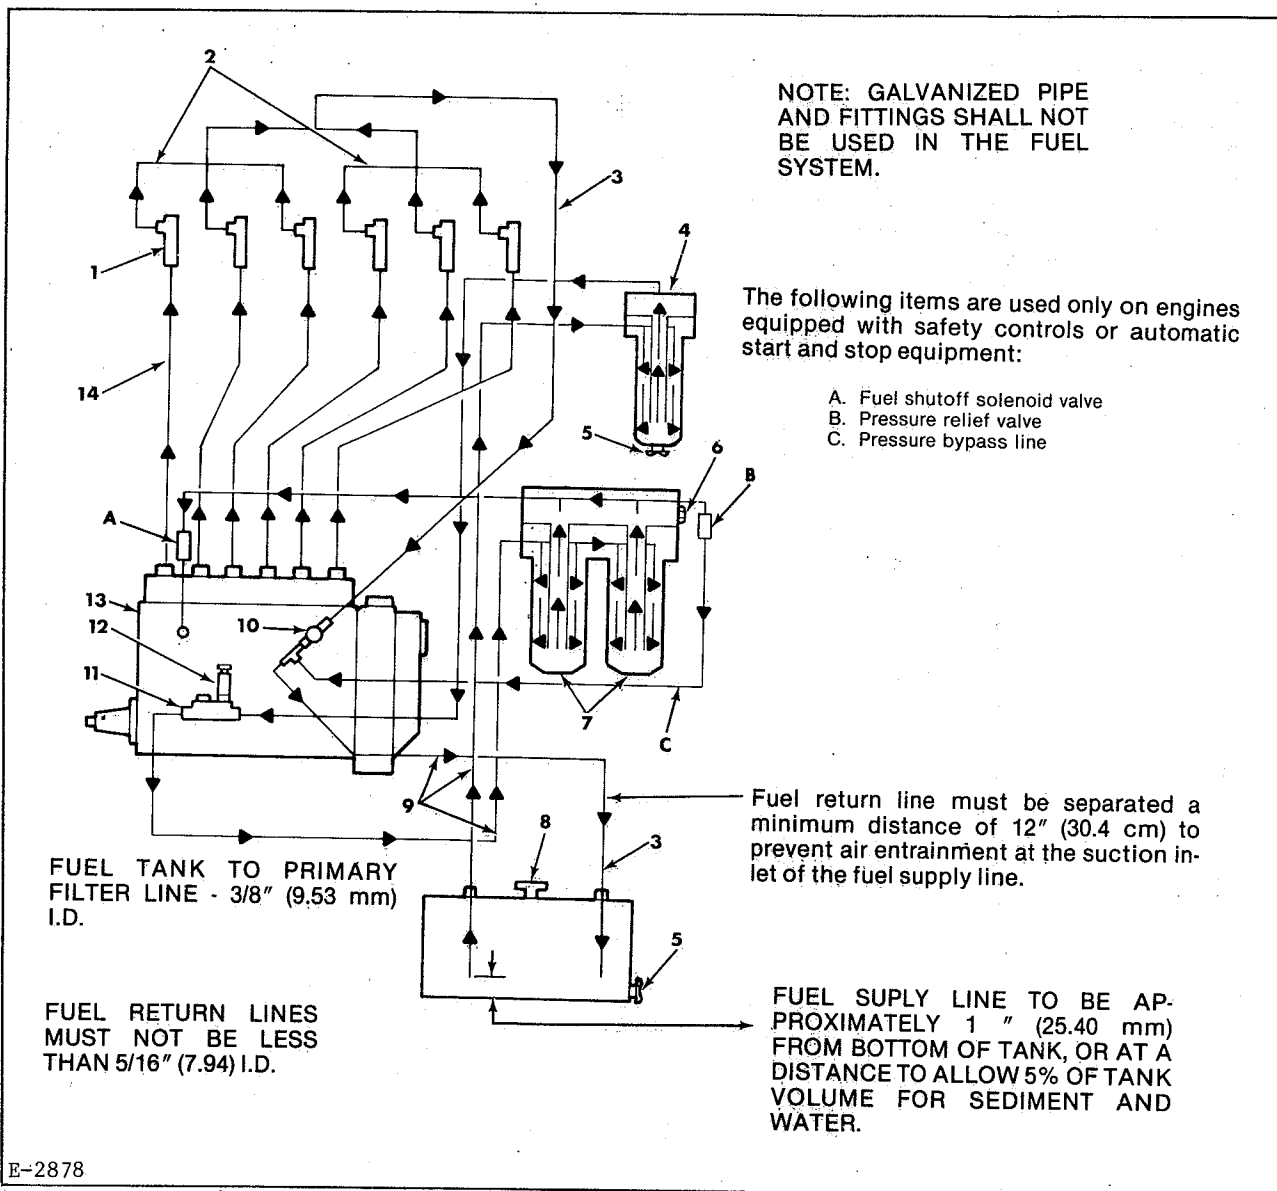 2
NOTE: GALVANIZED PIPE
AND FITTINGS SHALL NOT
BE USED IN THE FUEL
SYSTEM.
3
4
1
The following items are used only on engines
equipped with safety controls or automatic
start and stop equipment:
14
A. Fuel shutoff solenoid valve
B. Pressure relief valve
C. Pressure bypass line
5
6
B
A
13
12
10
11
7
C
9
8
3
Fuel return line must be separated a
minimum distance of 12" (30.4 cm) to
prevent air entrainment at the suction in-
let of the fuel supply line.
FUEL TANK TO PRIMARY
FILTER LINE - 3/8" (9.53 mm)
I.D.
5
FUEL RETURN LINES
MUST NOT BE LESS
THAN 5/16" (7.94) I.D.
FUEL SUPLY LINE TO BE AP-
PROXIMATELY 1 " (25.40 mm)
FROM BOTTOM OF TANK, OR AT A
DISTANCE TO ALLOW 5% OF TANK
VOLUME FOR SEDIMENT AND
WATER.
E-2878